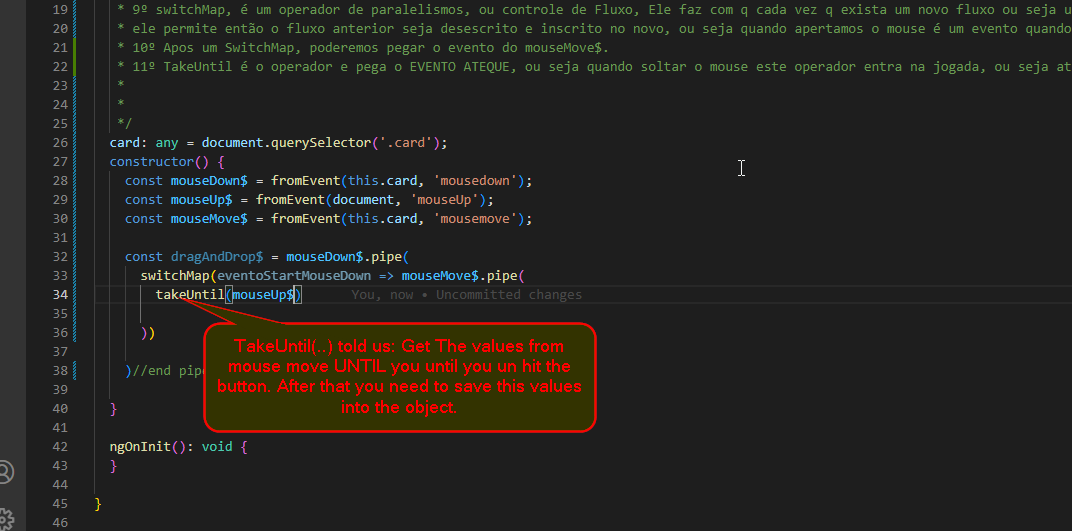 19 * 9º switchMap, é um operador de paralelismos, ou controle de Fluxo, Ele faz com q cada vez q exista um novo fluxo ou seja u
20 * ele permite então o fluxo anterior seja desescrito e inscrito no novo, ou seja quando apertamos o mouse é um evento quando
21 * 10º Apos um SwitchMap, poderemos pegar o evento do mouseMove$.
22 * 11º TakeUntil é o operador e pega o EVENTO ATEQUE, ou seja quando soltar o mouse este operador entra na jogada, ou seja at
23 *
24 *
25 */
26 card: any = document.querySelector('.card');
27 constructor() {
28 const mouseDown$ = fromEvent(this.card, 'mousedown');
29 const mouseUp$ = fromEvent(document, 'mouseUp');
30 const mouseMove$ = fromEvent(this.card, 'mousemove');
31
32 const dragAndDrop$ = mouseDown$.pipe(
33 switchMap(eventoStartMouseDown => mouseMove$.pipe(
34 takeUntil(mouseUp$) You, now • Uncommitted changes
35
36 ))
37
38 )//end pipe
39
40 }
41
42 ngOnInit(): void {
43 }
44
45 }
46
TakeUntil(..) told us: Get The values from
mouse move UNTIL you until you un hit the
button. After that you need to save this values
into the object.